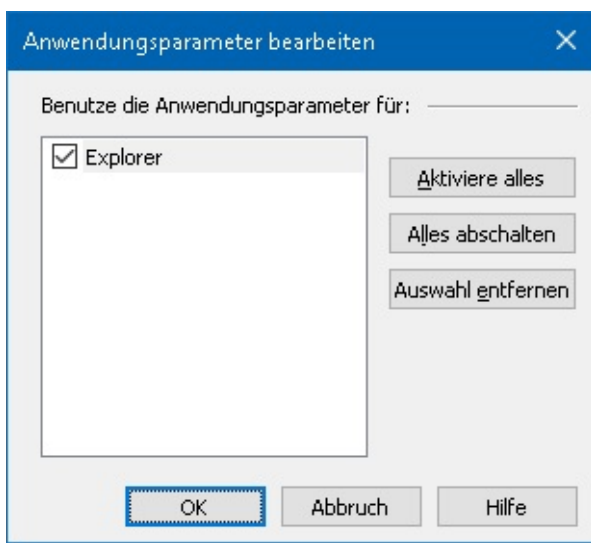 Anwendungsparameter bearbeiten
Benutze die Anwendungsparameter für:
Explorer
Aktiviere alles
Alles abschalten
Auswahl entfernen
OK
Abbruch
Hilfe